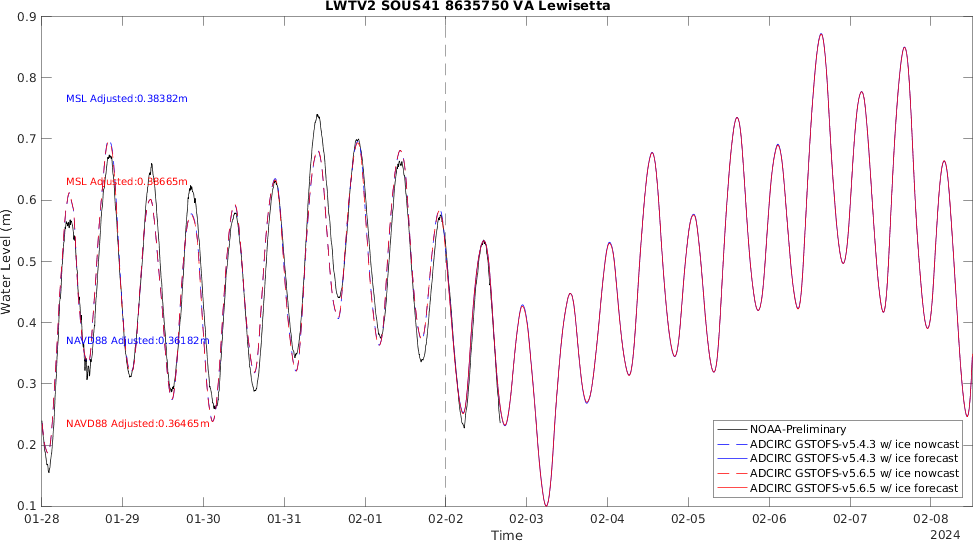 LWTV2 SOUS41 8635750 VA Lewisetta
Water Level (m)
0.9
0.8
0.7
0.6
0.5
0.4
0.3
0.2
0.1
MSL Adjusted:0.38382m
MSL Adjusted:0.38665m
NAVD88 Adjusted:0.36182m
NAVD88 Adjusted:0.36465m
NOAA-Preliminary
ADCIRC GSTOFS-v5.4.3 w/ ice nowcast
ADCIRC GSTOFS-v5.4.3 w/ ice forecast
ADCIRC GSTOFS-v5.6.5 w/ ice nowcast
ADCIRC GSTOFS-v5.6.5 w/ ice forecast
01-28 01-29 01-30 01-31 02-01 02-02 02-03 02-04 02-05 02-06 02-07 02-08
Time
2024